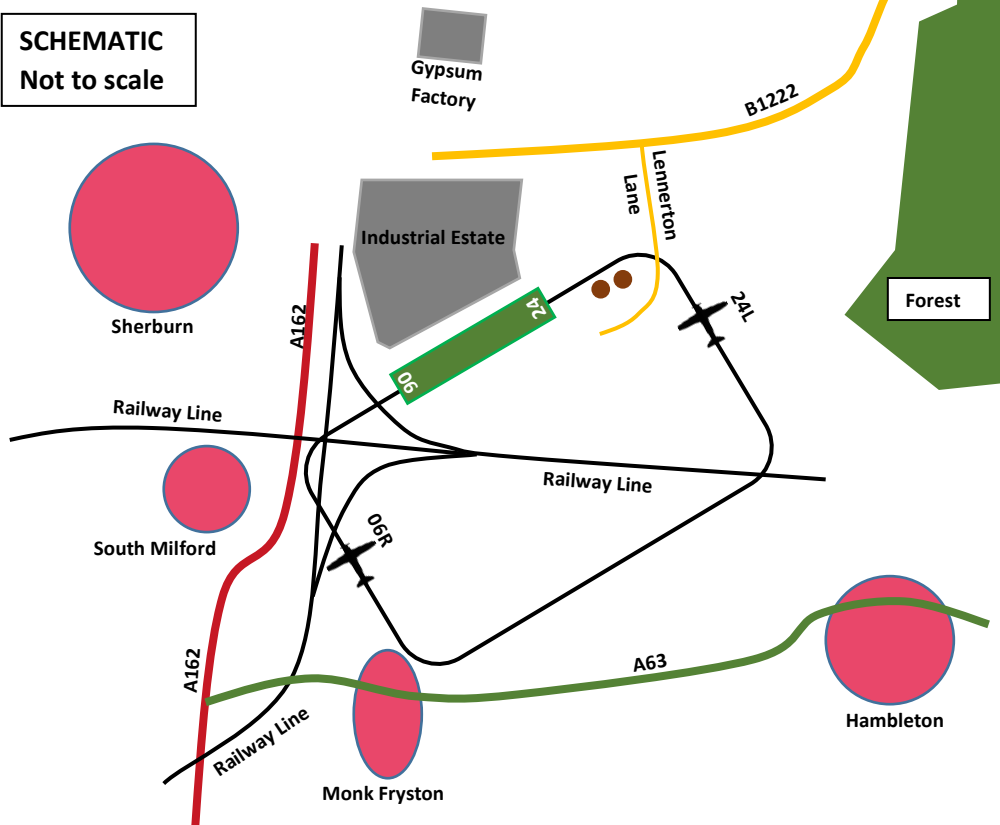 SCHEMATIC
Not to scale
Gypsum
Factory
B1222
Lennerton
Lane
Industrial Estate
Sherburn
A162
24
24L
Forest
06
Railway Line
Railway Line
South Milford
06R
A162
A63
Railway Line
Monk Fryston
Hambleton